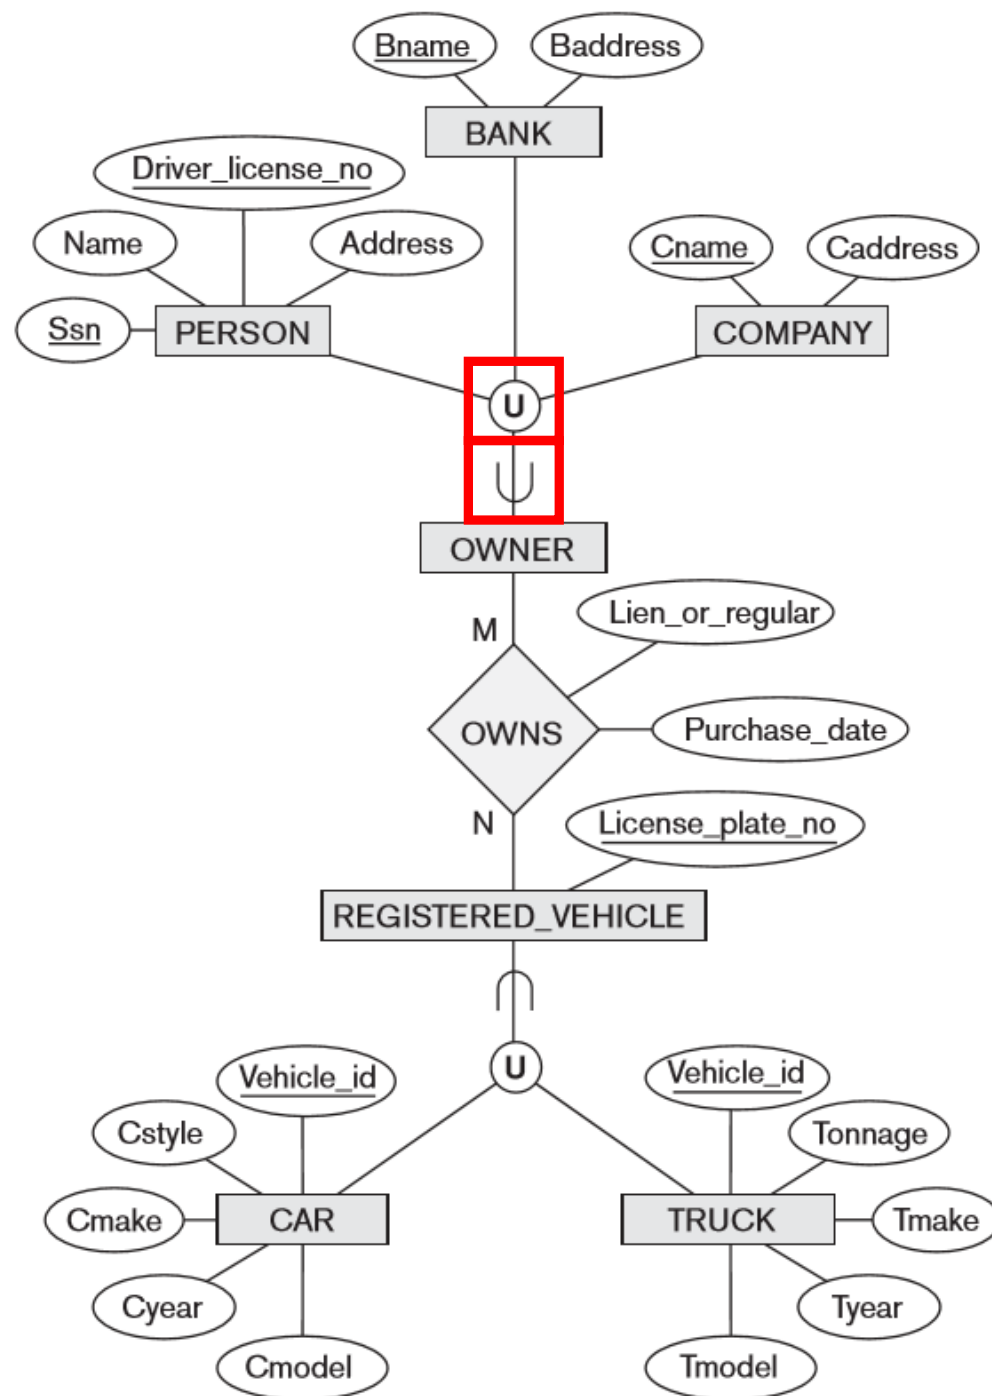 Bname
Baddress
BANK
Driver_license_no
Name
Address
Cname
Caddress
Ssn
PERSON
COMPANY
U
OWNER
M
Lien_or_regular
OWNS
Purchase_date
N
License_plate_no
REGISTERED_VEHICLE
U
Vehicle_id
Vehicle_id
Cstyle
Tonnage
Cmake
CAR
TRUCK
Tmake
Cyear
Tyear
Cmodel
Tmodel